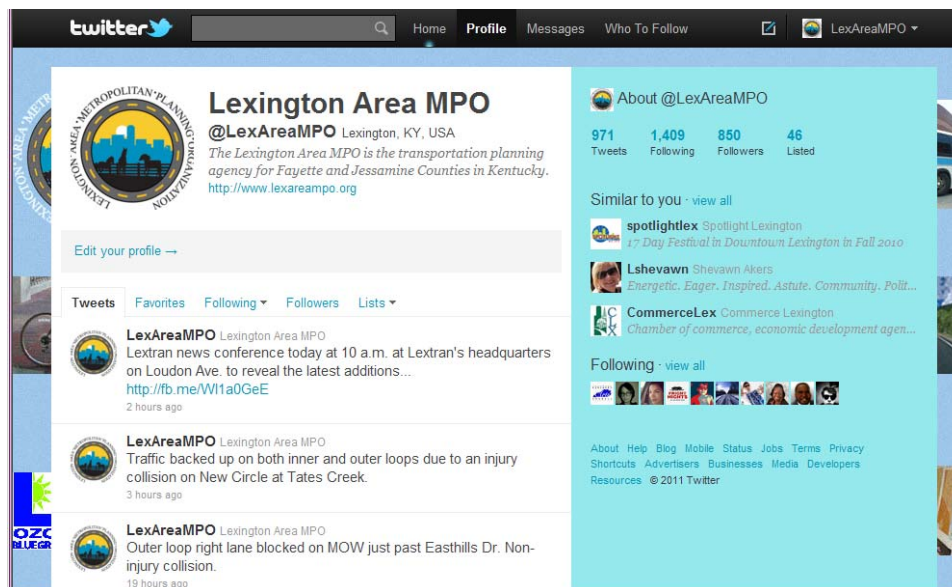 twitter
Home Profile Messages Who To Follow LexAreaMPO
LEXINGTON AREA METROPOLITAN PLANNING ORGANIZATION
Lexington Area MPO
@LexAreaMPO Lexington, KY, USA
The Lexington Area MPO is the transportation planning
agency for Fayette and Jessamine Counties in Kentucky.
http://www.lexareampo.org
Edit your profile →
Tweets Favorites Following Followers Lists
LexAreaMPO Lexington Area MPO
Lextran news conference today at 10 a.m. at Lextran's headquarters
on Loudon Ave. to reveal the latest additions...
http://fb.me/WI1a0GeE
2 hours ago
LexAreaMPO Lexington Area MPO
Traffic backed up on both inner and outer loops due to an injury
collision on New Circle at Tates Creek.
3 hours ago
LexAreaMPO Lexington Area MPO
Outer loop right lane blocked on MOW just past Easthills Dr. Non-
injury collision.
19 hours ago
About @LexAreaMPO
971 1,409 850 46
Tweets Following Followers Listed
Similar to you · view all
spotlightlex Spotlight Lexington
17 Day Festival in Downtown Lexington in Fall 2010
Lshevawn Shevawn Akers
Energetic. Eager. Inspired. Astute. Community. Polit...
CommerceLex Commerce Lexington
Chamber of commerce, economic development agen...
Following · view all
About Help Blog Mobile Status Jobs Terms Privacy
Shortcuts Advertisers Businesses Media Developers
Resources © 2011 Twitter
OZO
BLUEGR